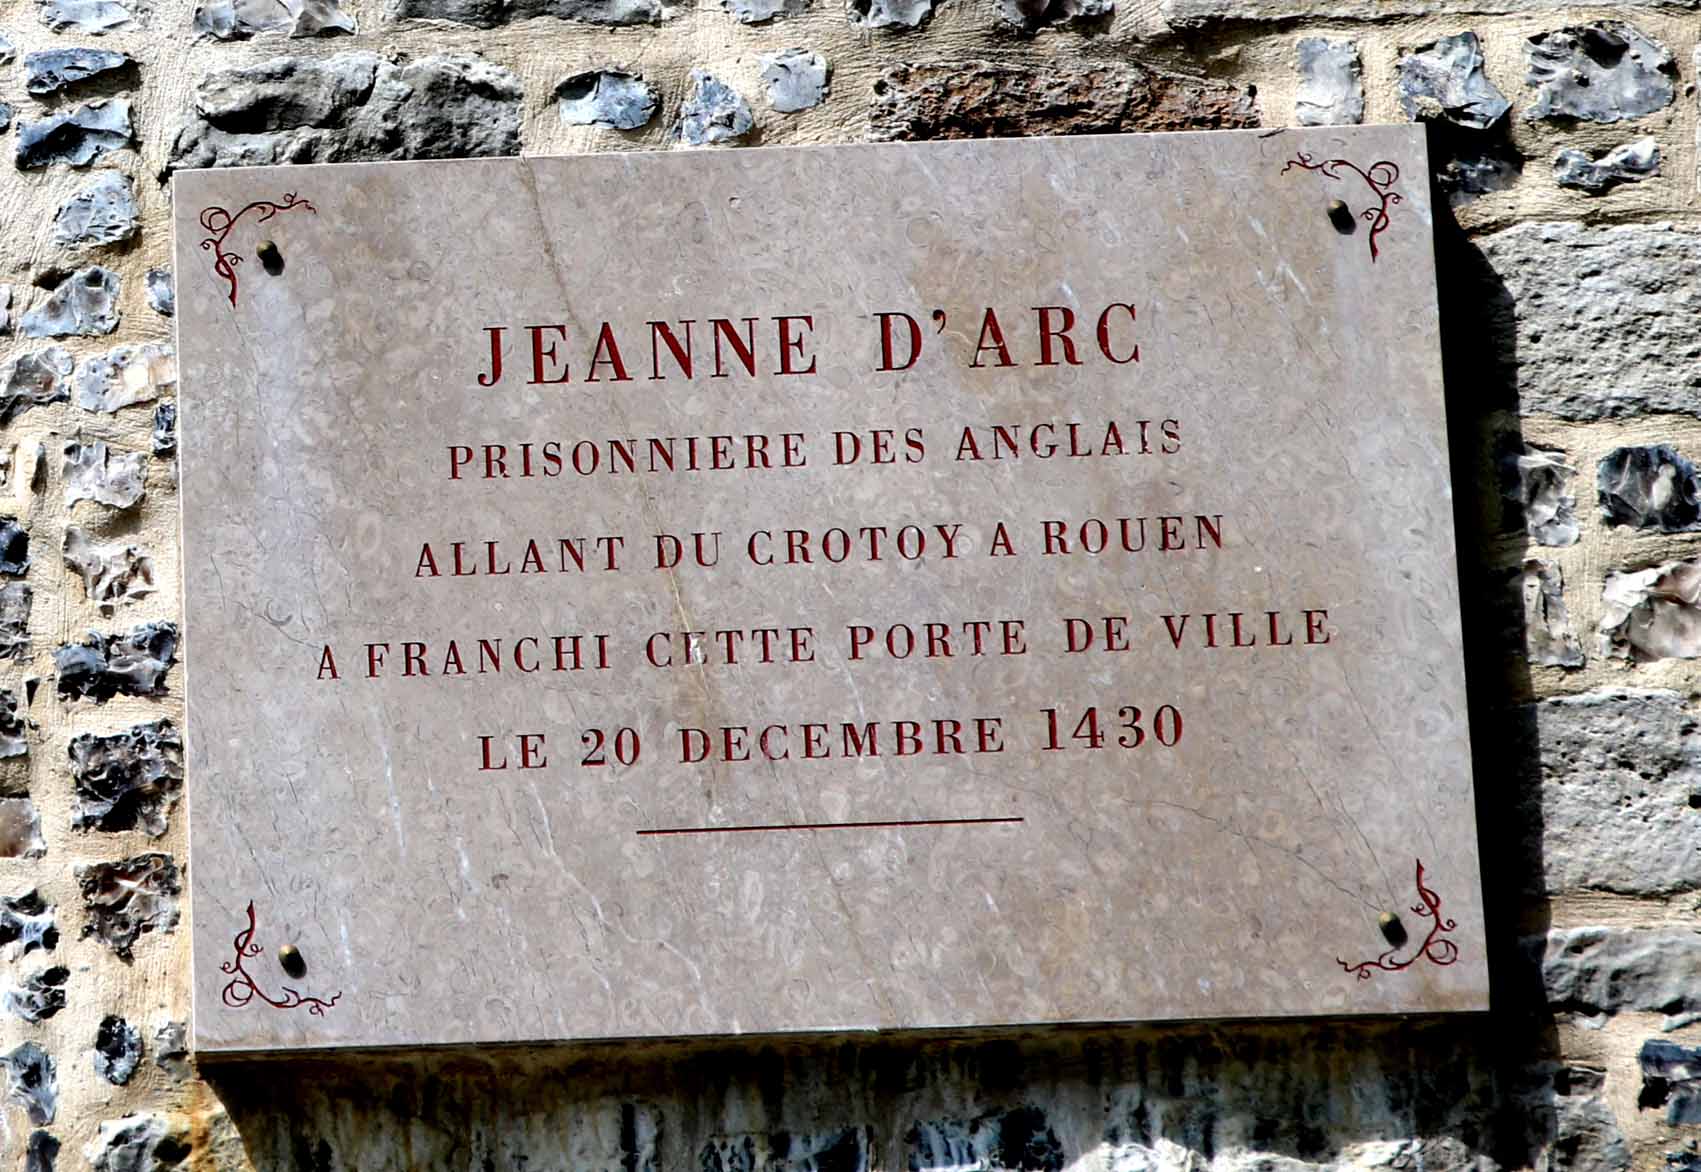 JEANNE D'ARC
PRISONNIERE DES ANGLAIS
ALLANT DU CROTOY A ROUEN
A FRANCHI CETTE PORTE DE VILLE
LE 20 DECEMBRE 1430